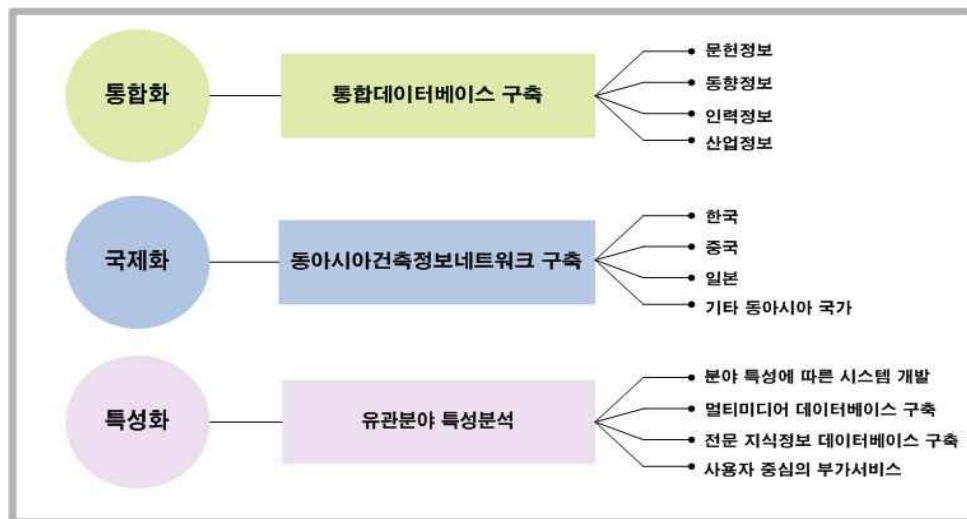 통합화
통합데이터베이스 구축
문헌정보
동향정보
인력정보
산업정보
국제화
동아시아건축정보네트워크 구축
한국
중국
일본
기타 동아시아 국가
특성화
유관분야 특성분석
분야 특성에 따른 시스템 개발
멀티미디어 데이터베이스 구축
전문 지식정보 데이터베이스 구축
사용자 중심의 부가서비스